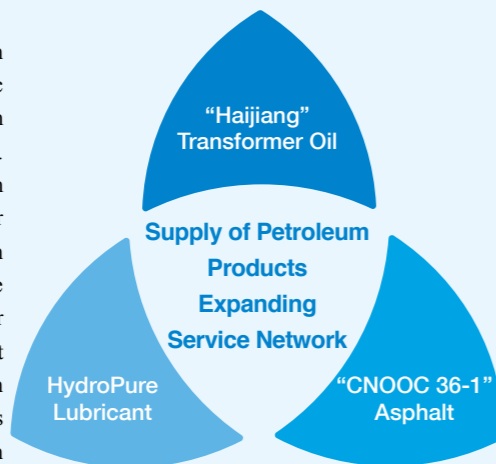 “Haijiang”
Transformer Oil
Supply of Petroleum
Products
Expanding
Service Network
HydroPure
Lubricant
“CNOOC 36-1”
Asphalt